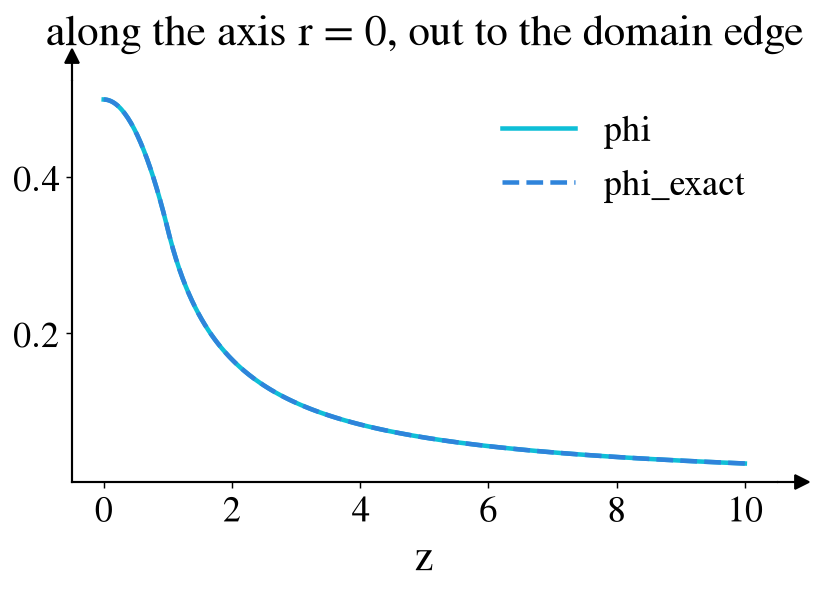 along the axis r = 0, out to the domain edge
phi
phi_exact
0.4
0.2
0 2 4 6 8 10
z